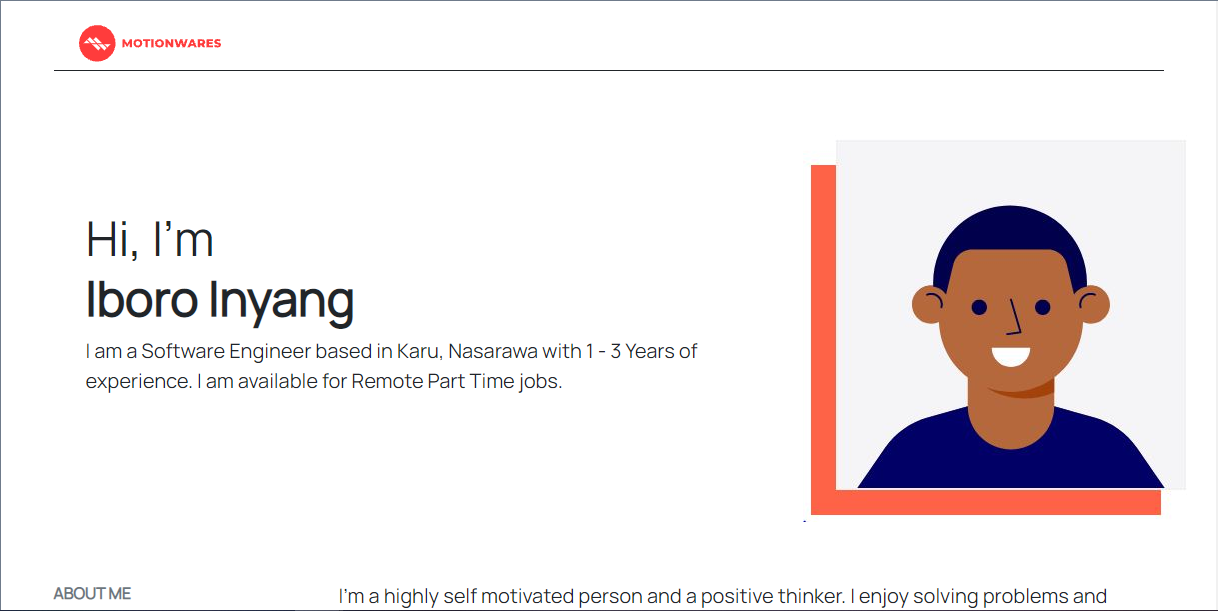 MOTIONWARES
Hi, I'm
Iboro Inyang
I am a Software Engineer based in Karu, Nasarawa with 1 - 3 Years of
experience. I am available for Remote Part Time jobs.
ABOUT ME
I'm a highly self motivated person and a positive thinker. I enjoy solving problems and